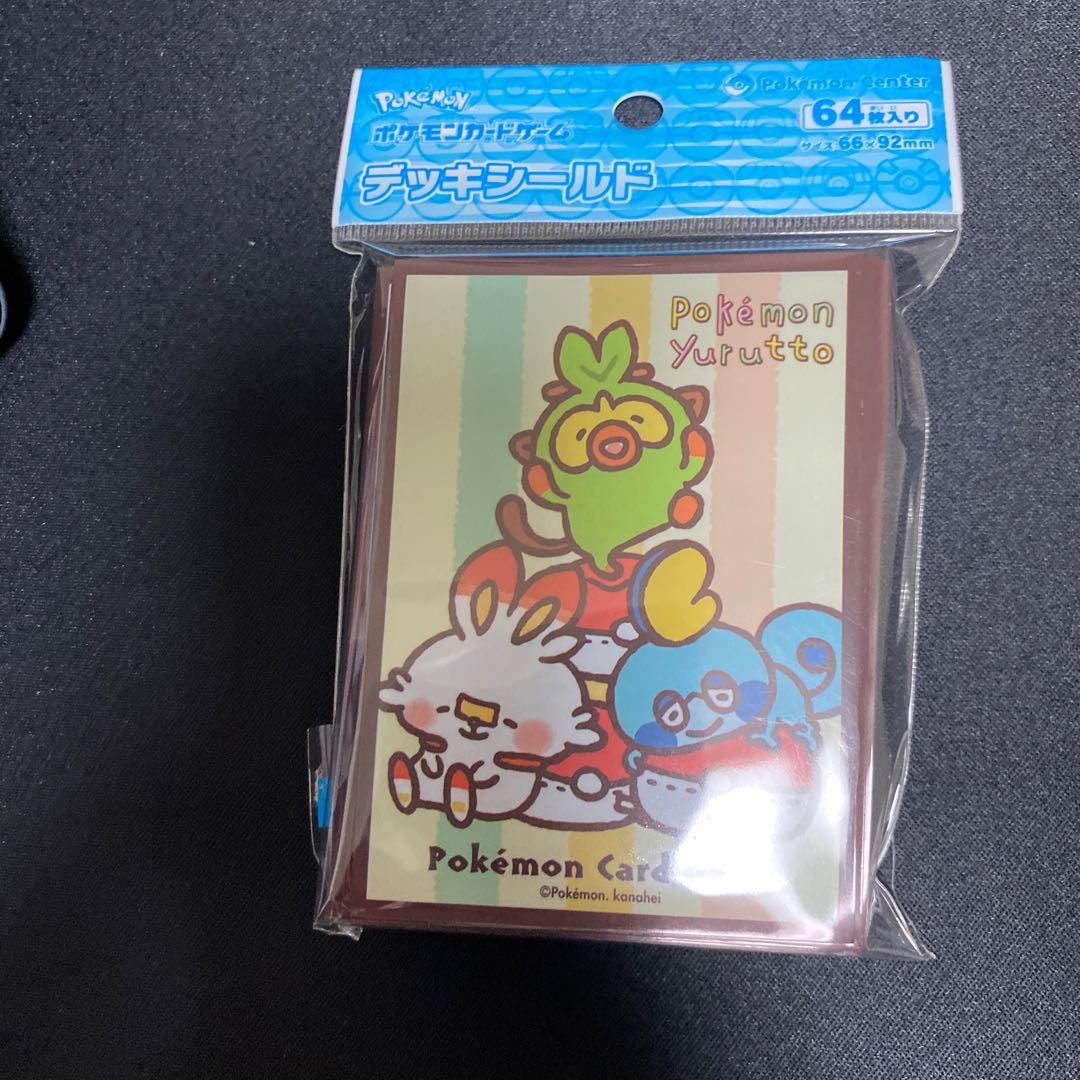 Pokémon Center
POKéMON
64枚入り
ポケモンカードゲーム
サイズ 66×92mm
デッキシールド
Pokémon
Yurutto
Pokémon Card
©Pokémon. kanahei